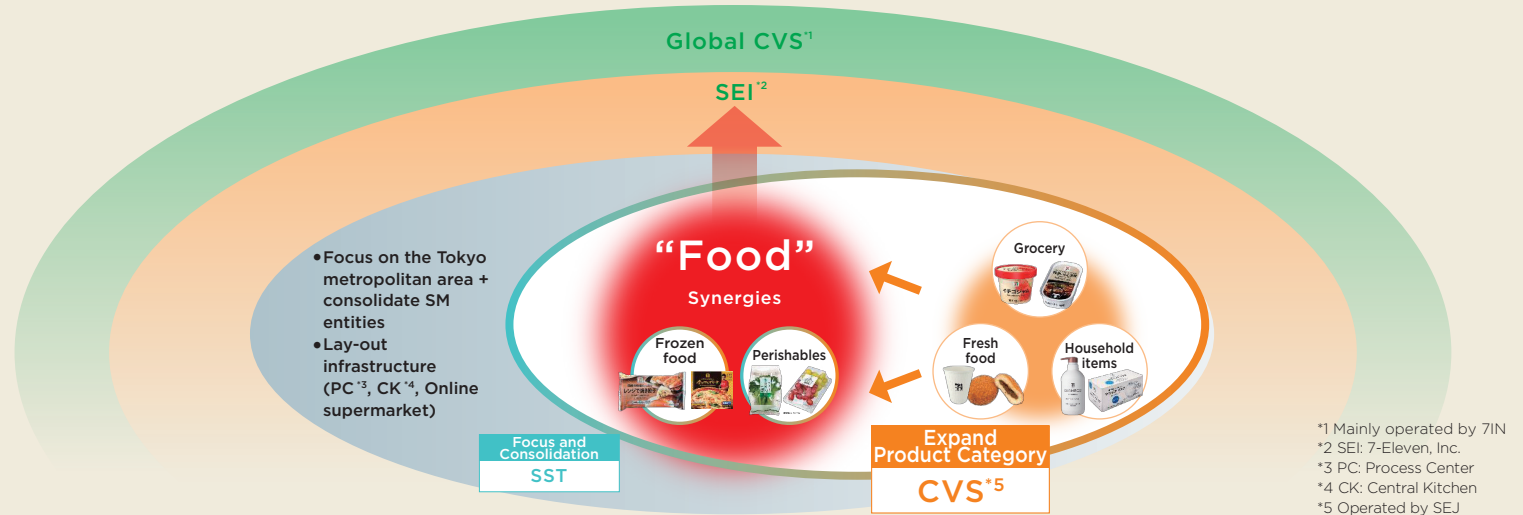 Global CVS*1
SEI*2
•Focus on the Tokyo
metropolitan area +
consolidate SM
entities
•Lay-out
infrastructure
(PC*3, CK*4, Online
supermarket)
“Food”
Synergies
Frozen
food
Perishables
Grocery
Fresh
food
Household
items
Focus and
Consolidation
SST
Expand
Product Category
CVS*5
*1 Mainly operated by 7IN
*2 SEI: 7-Eleven, Inc.
*3 PC: Process Center
*4 CK: Central Kitchen
*5 Operated by SEJ